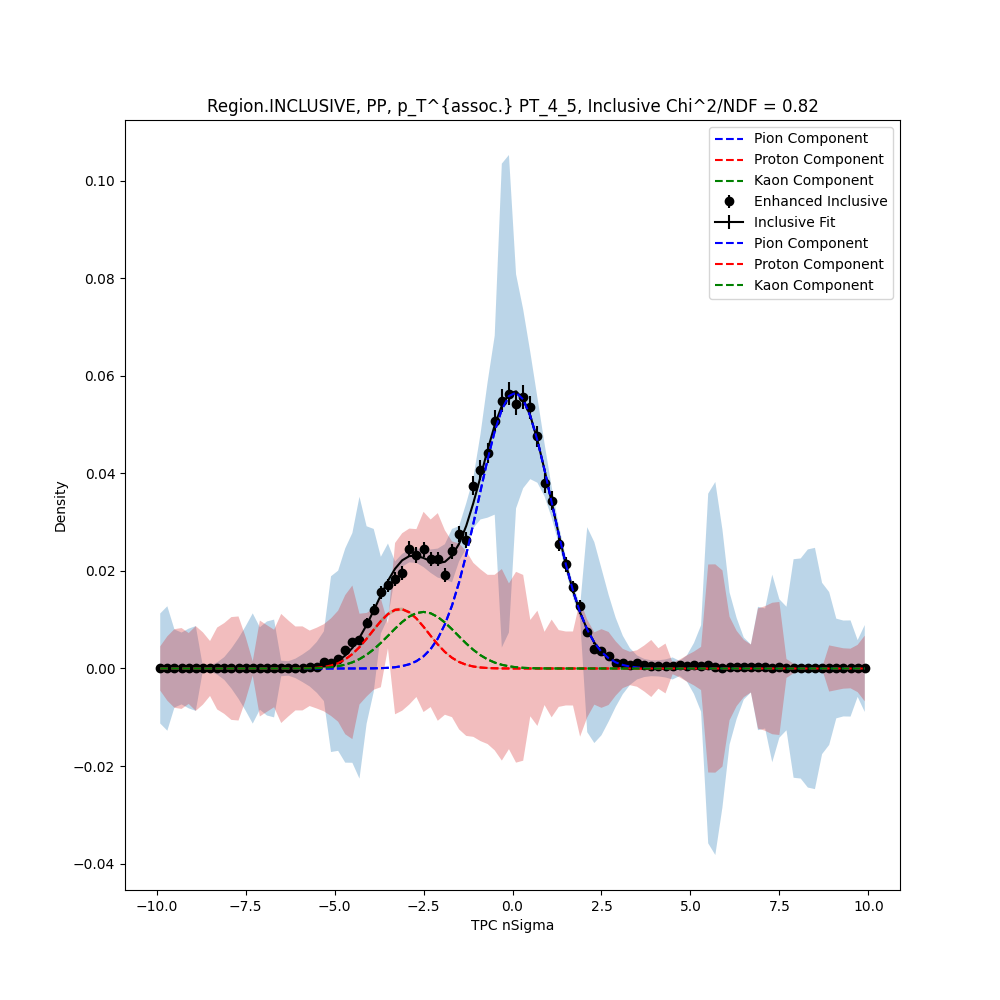 Region.INCLUSIVE, PP, p_T^{assoc.} PT_4_5, Inclusive Chi^2/NDF = 0.82
Pion Component
Proton Component
Kaon Component
Enhanced Inclusive
Inclusive Fit
Pion Component
Proton Component
Kaon Component
0.10
0.08
0.06
0.04
0.02
0.00
−0.02
−0.04
Density
−10.0 −7.5 −5.0 −2.5 0.0 2.5 5.0 7.5 10.0
TPC nSigma